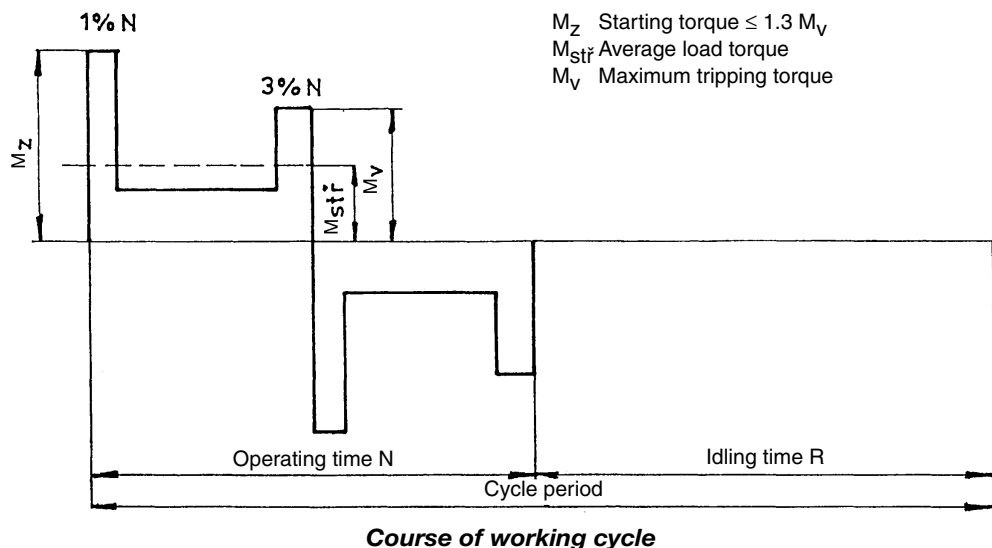 1% N
M_Z Starting torque ≤ 1.3 M_V
M_stř Average load torque
M_V Maximum tripping torque
3% N
M_Z
M_stř
M_V
Operating time N
Idling time R
Cycle period
Course of working cycle